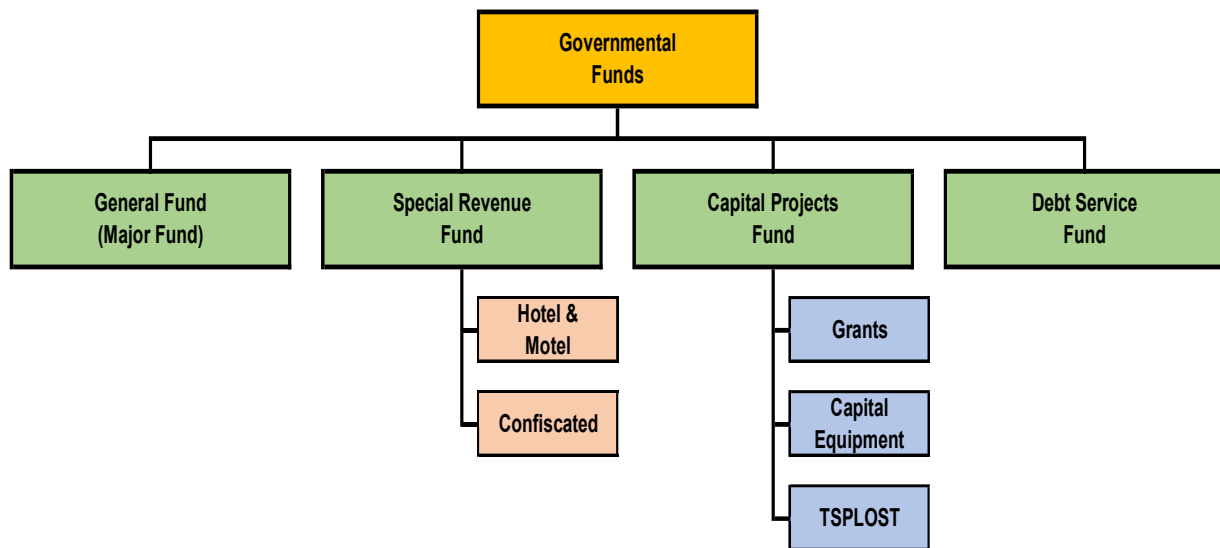 Governmental
Funds
General Fund
(Major Fund)
Special Revenue
Fund
Capital Projects
Fund
Debt Service
Fund
Hotel &
Motel
Confiscated
Grants
Capital
Equipment
TSPLOST